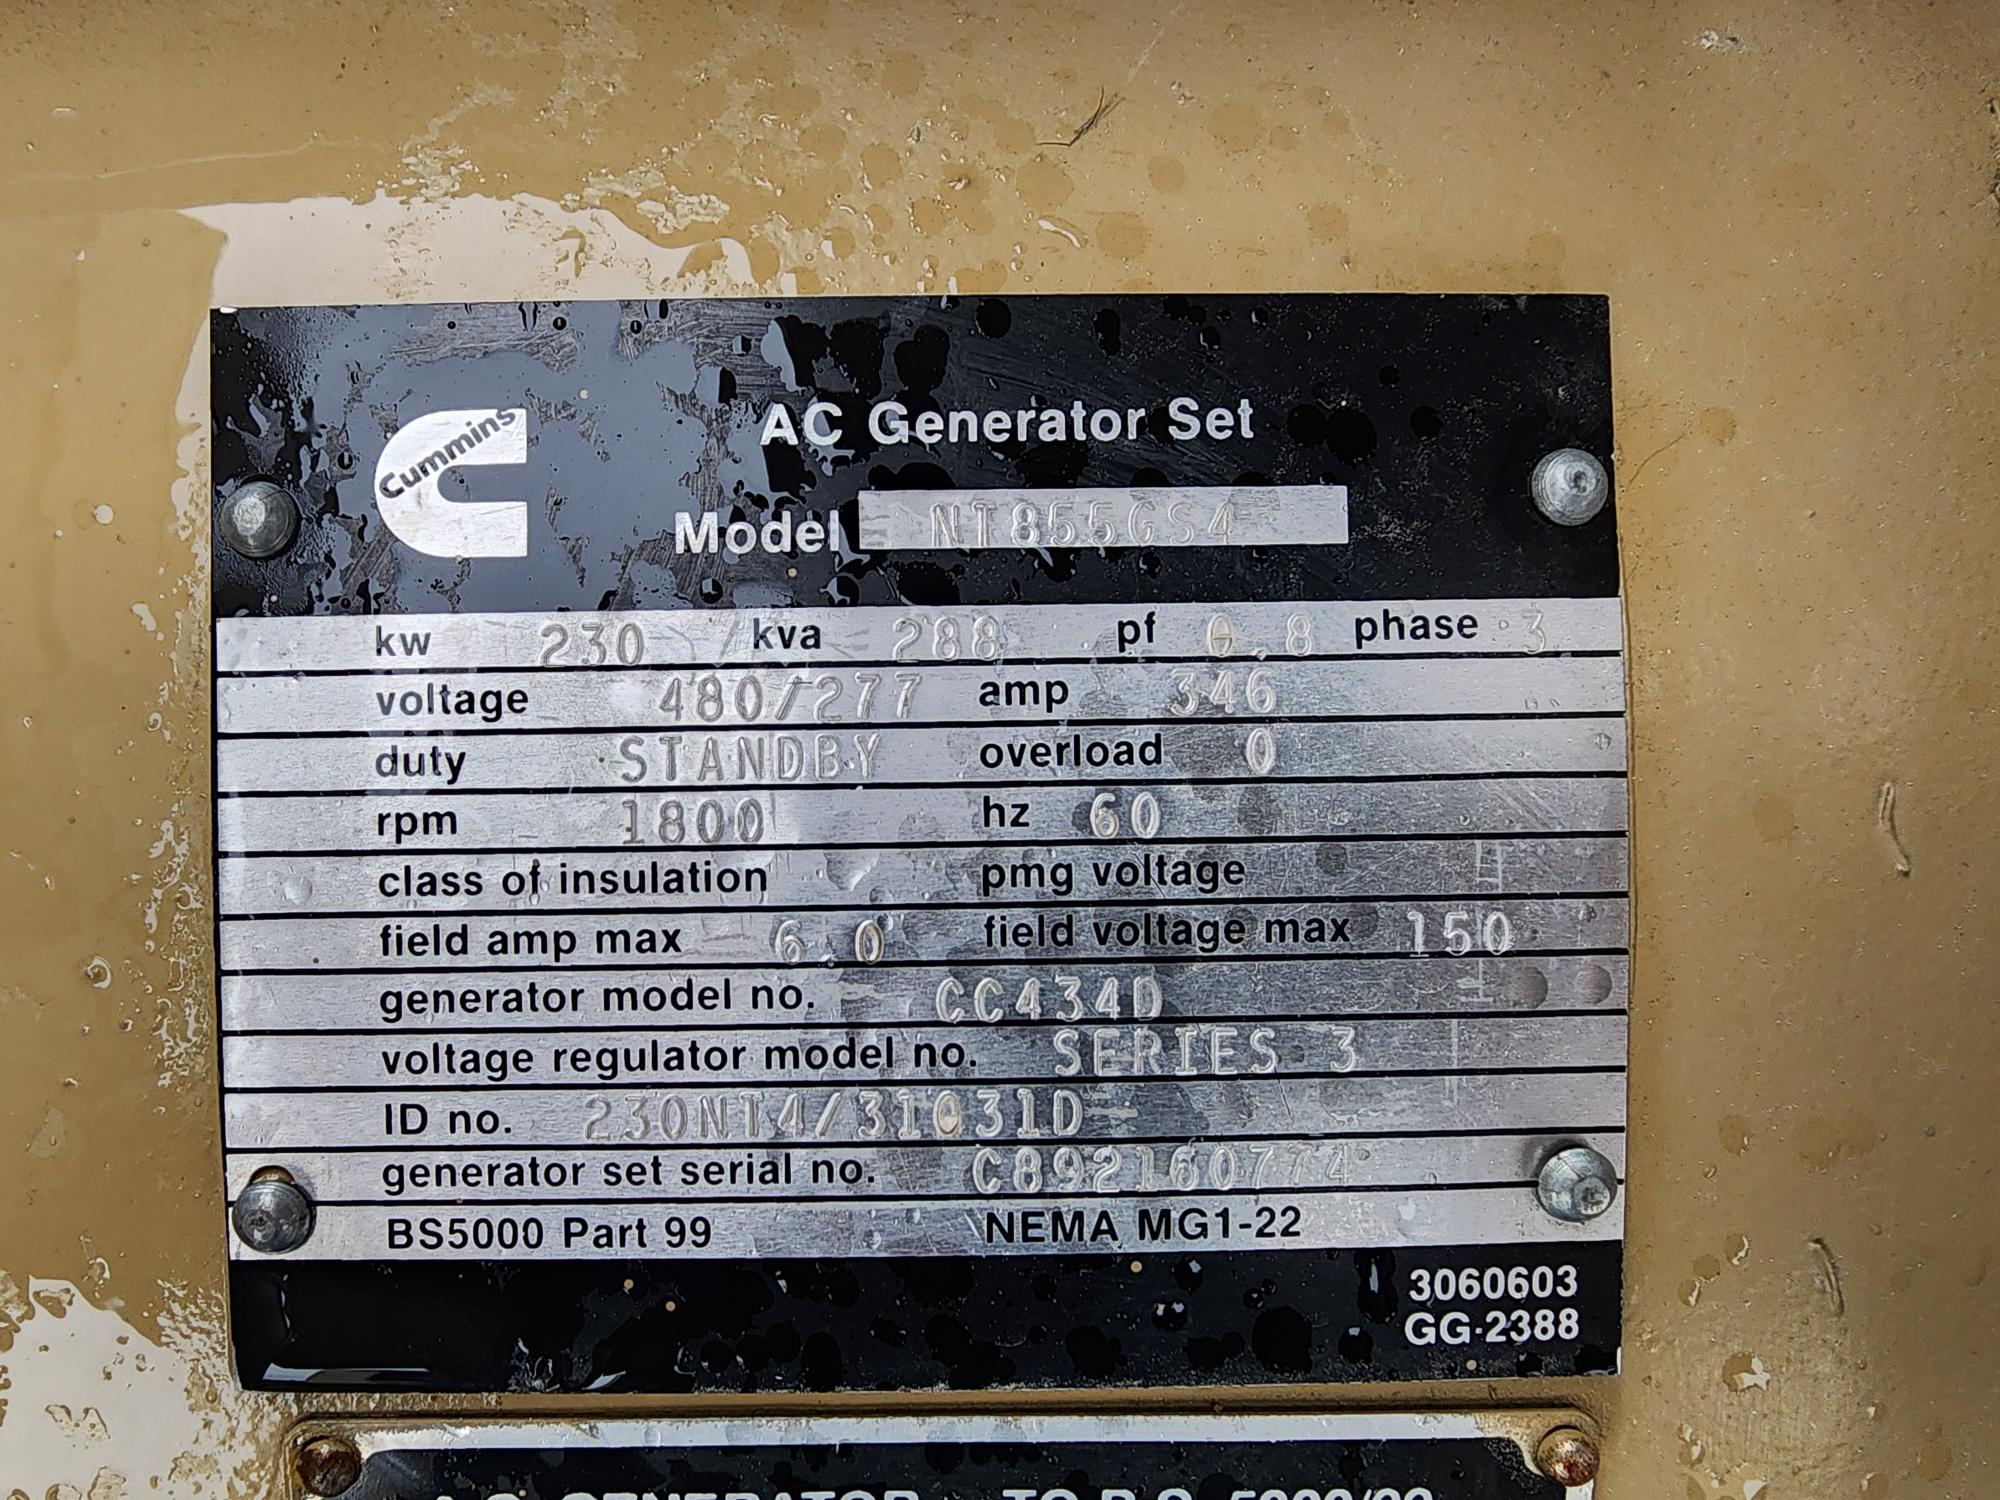 Cummins
AC Generator Set
Model NT855GS4
kw 230 kva 288 pf 0.8 phase 3
voltage 480/277 amp 346
duty STANDBY overload 0
rpm 1800 hz 60
class of insulation pmg voltage
field amp max 6.0 field voltage max 150
generator model no. CC434D
voltage regulator model no. SERIES 3
ID no. 230NT4/31031D
generator set serial no. C892160774
BS5000 Part 99 NEMA MG1-22
3060603
GG-2388